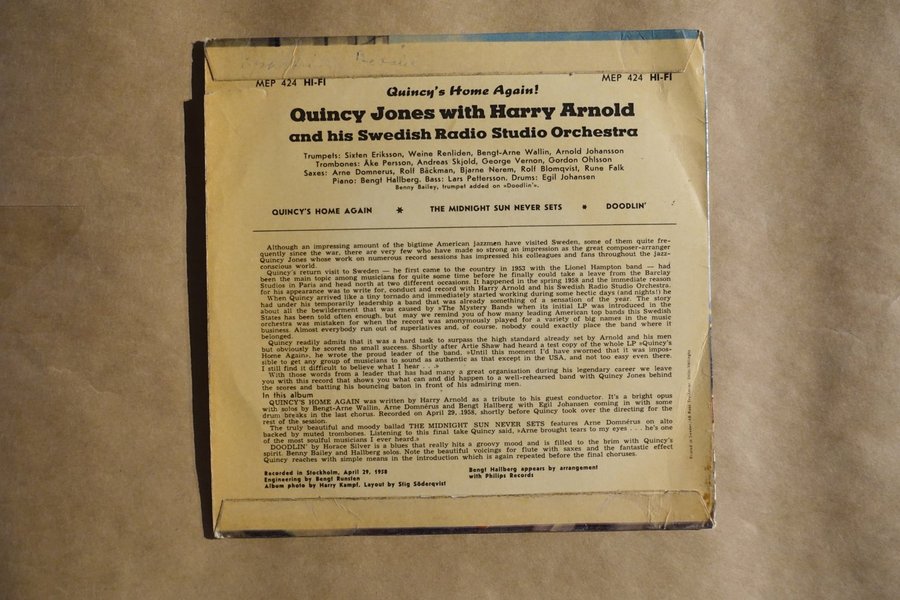 MEP 424 HI-FI
MEP 424 HI-FI
Quincy's Home Again!
Quincy Jones with Harry Arnold
and his Swedish Radio Studio Orchestra
Trumpets: Sixten Eriksson, Weine Renliden, Bengt-Arne Wallin, Arnold Johansson
Trombones: Åke Persson, Andreas Skjold, George Vernon, Gordon Ohlsson
Saxes: Arne Domnerus, Rolf Bäckman, Bjarne Nerem, Rolf Blomqvist, Rune Falk
Piano: Bengt Hallberg. Bass: Lars Pettersson. Drums: Egil Johansen
Benny Bailey, trumpet added on »Doodlin'».
QUINCY'S HOME AGAIN * THE MIDNIGHT SUN NEVER SETS * DOODLIN'
Although an impressing amount of the bigtime American jazzmen have visited Sweden, some of them quite fre-
quently since the war, there are very few who have made so strong an impression as the great composer-arranger
Quincy Jones whose work on numerous record sessions has impressed his colleagues and fans throughout the jazz-
conscious world.
Quincy's return visit to Sweden — he first came to the country in 1953 with the Lionel Hampton band — had
been the main topic among musicians for quite some time before he finally could take a leave from the Barclay
Studios in Paris and head north at two different occasions. It happened in the spring 1958 and the immediate reason
for his appearance was to write for, conduct and record with Harry Arnold and his Swedish Radio Studio Orchestra.
When Quincy arrived like a tiny tornado and immediately started working during some hectic days (and nights!) he
had under his temporarily leadership a band that was already something of a sensation of the year. The story
about all the bewilderment that was caused by »The Mystery Band» when its initial LP was introduced in the
States has been told often enough, but may we remind you of how many leading American top bands this Swedish
orchestra was mistaken for when the record was anonymously played for a variety of big names in the music
business. Almost everybody run out of superlatives and, of course, nobody could exactly place the band where it
belonged.
Quincy readily admits that it was a hard task to surpass the high standard already set by Arnold and his men
but obviously he scored no small success. Shortly after Artie Shaw had heard a test copy of the whole LP »Quincy's
Home Again», he wrote the proud leader of the band, »Until this moment I'd have sworned that it was impos-
sible to get any group of musicians to sound as authentic as that except in the USA, and not too easy even there.
I still find it difficult to believe what I hear . . .»
With those words from a leader that has had many a great organisation during his legendary career we leave
you with this record that shows you what can and did happen to a well-rehearsed band with Quincy Jones behind
the scores and batting his bouncing baton in front of his admiring men.
In this album
QUINCY'S HOME AGAIN was written by Harry Arnold as a tribute to his guest conductor. It's a bright opus
with solos by Bengt-Arne Wallin, Arne Domnérus and Bengt Hallberg with Egil Johansen coming in with some
drum breaks in the last chorus. Recorded on April 29, 1958, shortly before Quincy took over the directing for the
rest of the session.
The truly beautiful and moody ballad THE MIDNIGHT SUN NEVER SETS features Arne Domnérus on alto
backed by muted trombones. Listening to this final take Quincy said, »Arne brought tears to my eyes . . . he's one
of the most soulful musicians I ever heard.»
DOODLIN' by Horace Silver is a blues that really hits a groovy mood and is filled to the brim with Quincy's
spirit. Benny Bailey and Hallberg solos. Note the beautiful voicings for flute with saxes and the fantastic effect
Quincy reaches with simple means in the introduction which is again repeated before the final choruses.
Recorded in Stockholm, April 29, 1958
Engineering by Bengt Runsten
Album photo by Harry Kampf, Layout by Stig Söderqvist
Bengt Hallberg appears by arrangement
with Philips Records